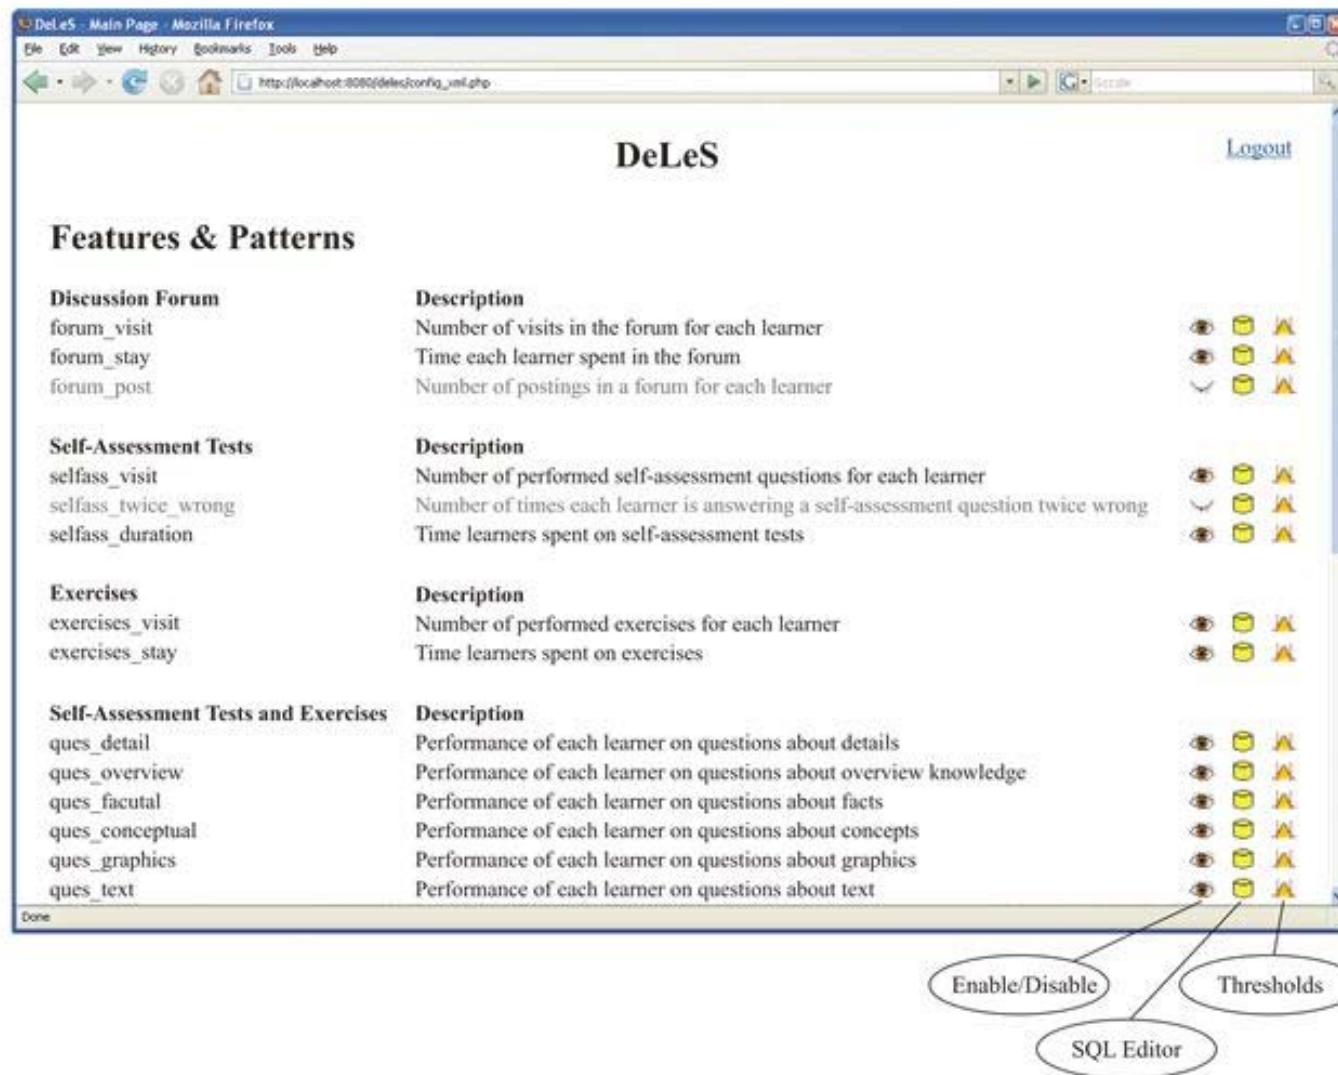 DeLeS - Main Page - Mozilla Firefox
File Edit View History Bookmarks Tools Help
http://localhost:8080/deles/config_xml.php
Google
DeLeS
Logout
Features & Patterns
Discussion Forum Description
forum_visit Number of visits in the forum for each learner
forum_stay Time each learner spent in the forum
forum_post Number of postings in a forum for each learner
Self-Assessment Tests Description
selfass_visit Number of performed self-assessment questions for each learner
selfass_twice_wrong Number of times each learner is answering a self-assessment question twice wrong
selfass_duration Time learners spent on self-assessment tests
Exercises Description
exercises_visit Number of performed exercises for each learner
exercises_stay Time learners spent on exercises
Self-Assessment Tests and Exercises Description
ques_detail Performance of each learner on questions about details
ques_overview Performance of each learner on questions about overview knowledge
ques_facutal Performance of each learner on questions about facts
ques_conceptual Performance of each learner on questions about concepts
ques_graphics Performance of each learner on questions about graphics
ques_text Performance of each learner on questions about text
Done
Enable/Disable
Thresholds
SQL Editor